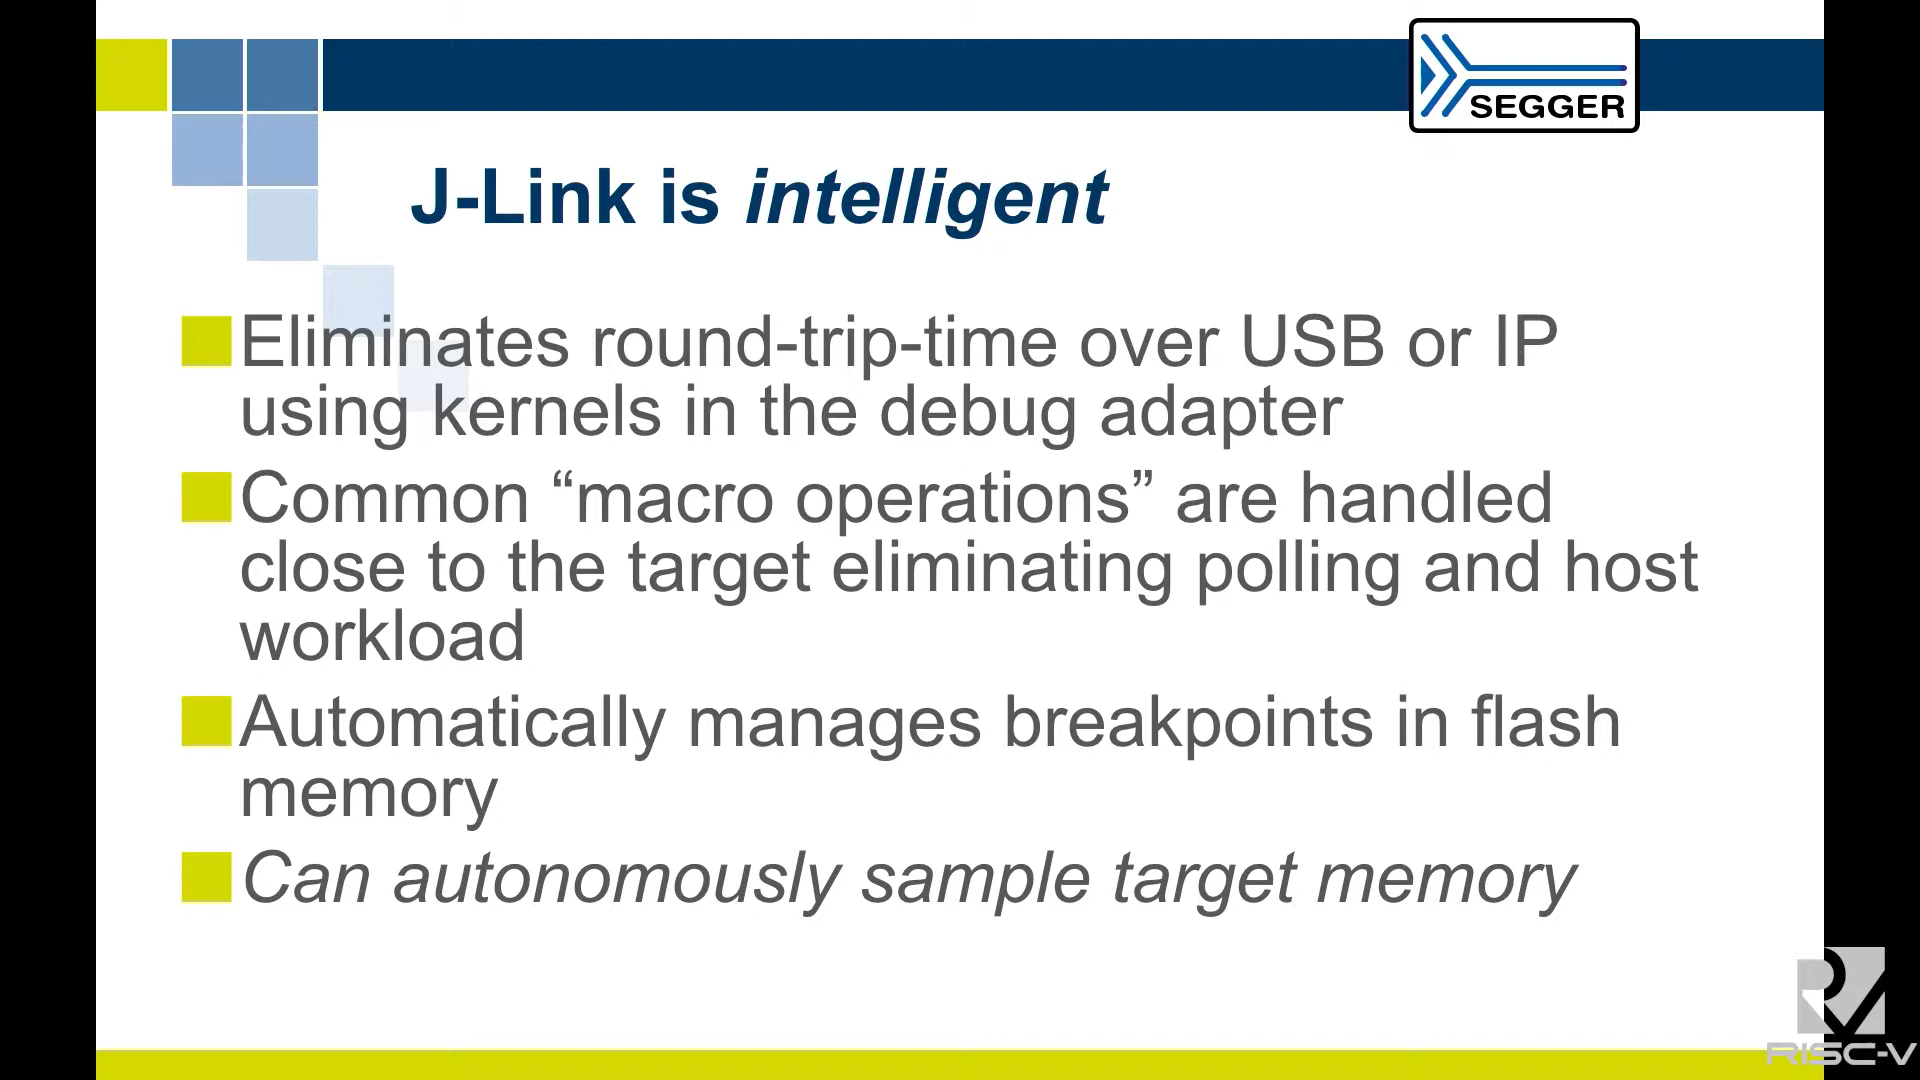 SEGGER
J-Link is intelligent
Eliminates round-trip-time over USB or IP
using kernels in the debug adapter
Common “macro operations” are handled
close to the target eliminating polling and host
workload
Automatically manages breakpoints in flash
memory
Can autonomously sample target memory
RISC-V